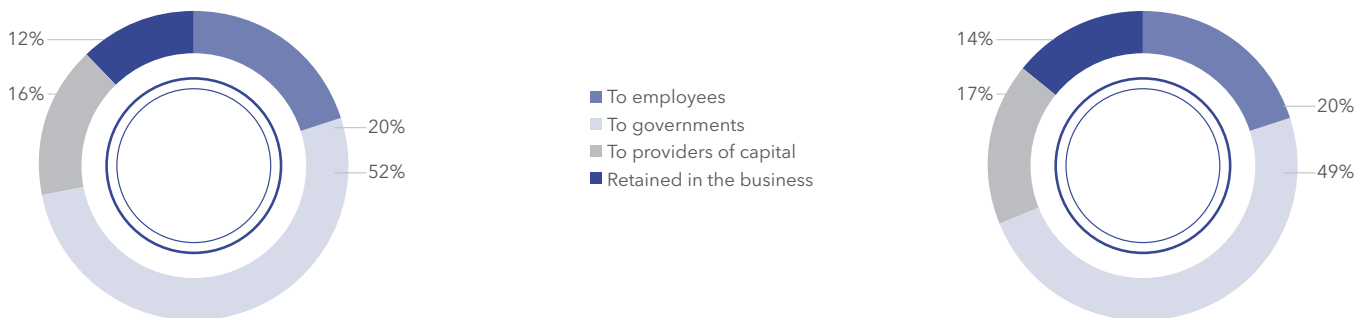 12%
16%
20%
52%
To employees
To governments
To providers of capital
Retained in the business
14%
17%
20%
49%